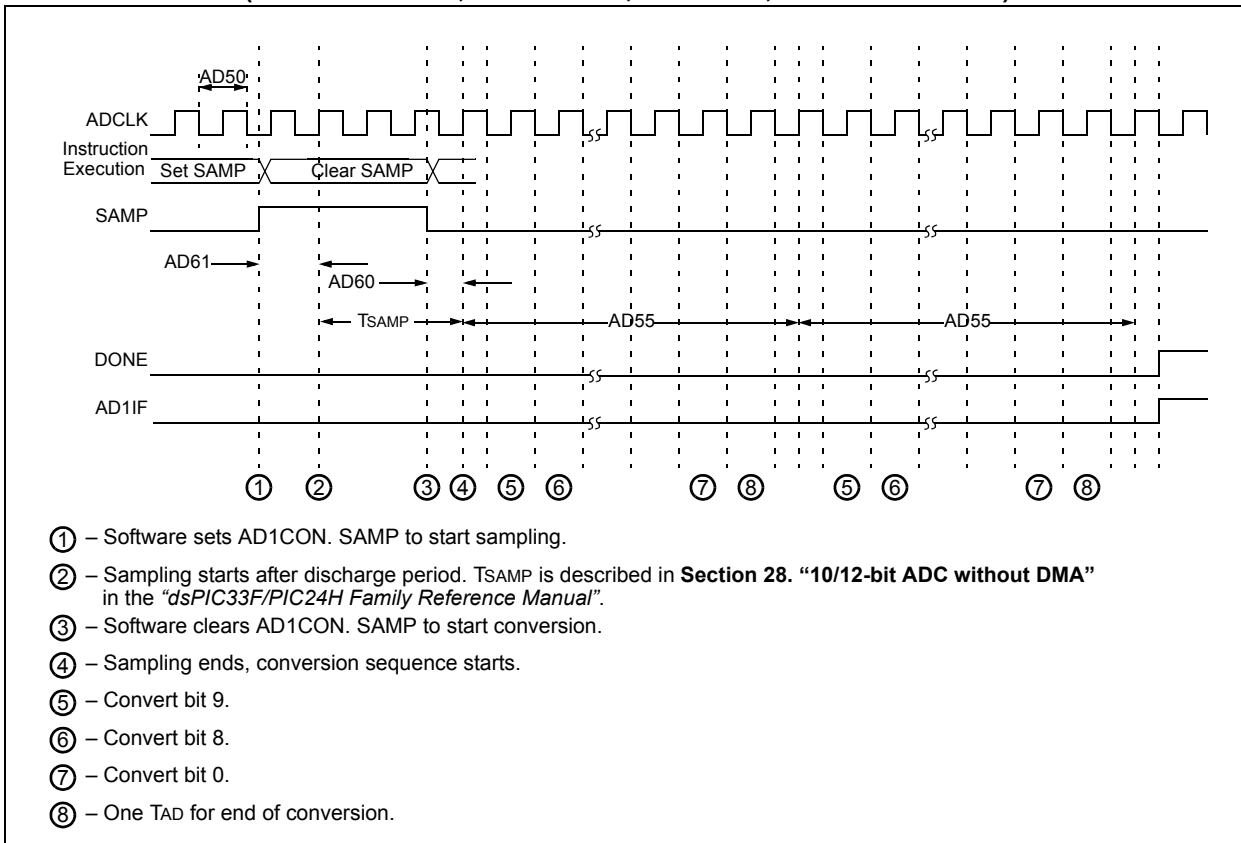 AD50
ADCLK
Instruction
Execution
Set SAMP
Clear SAMP
SAMP
AD61
AD60
TSAMP
AD55
AD55
DONE
AD1IF
1 2 3 4 5 6 7 8 5 6 7 8
1 – Software sets AD1CON. SAMP to start sampling.
2 – Sampling starts after discharge period. TSAMP is described in Section 28. “10/12-bit ADC without DMA”
in the “dsPIC33F/PIC24H Family Reference Manual”.
3 – Software clears AD1CON. SAMP to start conversion.
4 – Sampling ends, conversion sequence starts.
5 – Convert bit 9.
6 – Convert bit 8.
7 – Convert bit 0.
8 – One TAD for end of conversion.